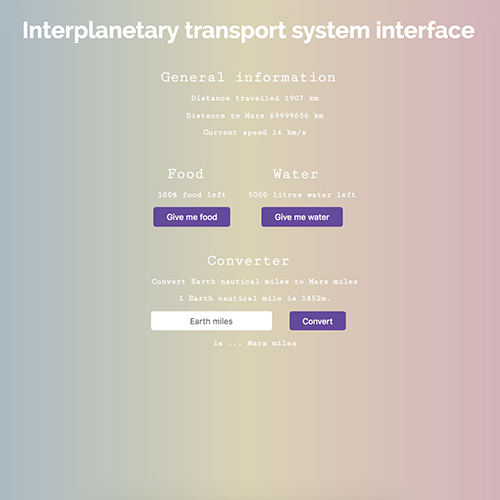 Interplanetary transport system interface
General information
Distance travelled 1907 km
Distance to Mars 69999656 km
Current speed 14 km/s
Food
Water
100% food left
5000 litres water left
Give me food
Give me water
Converter
Convert Earth nautical miles to Mars miles
1 Earth nautical mile is 1852m.
Earth miles
Convert
is ... Mars miles